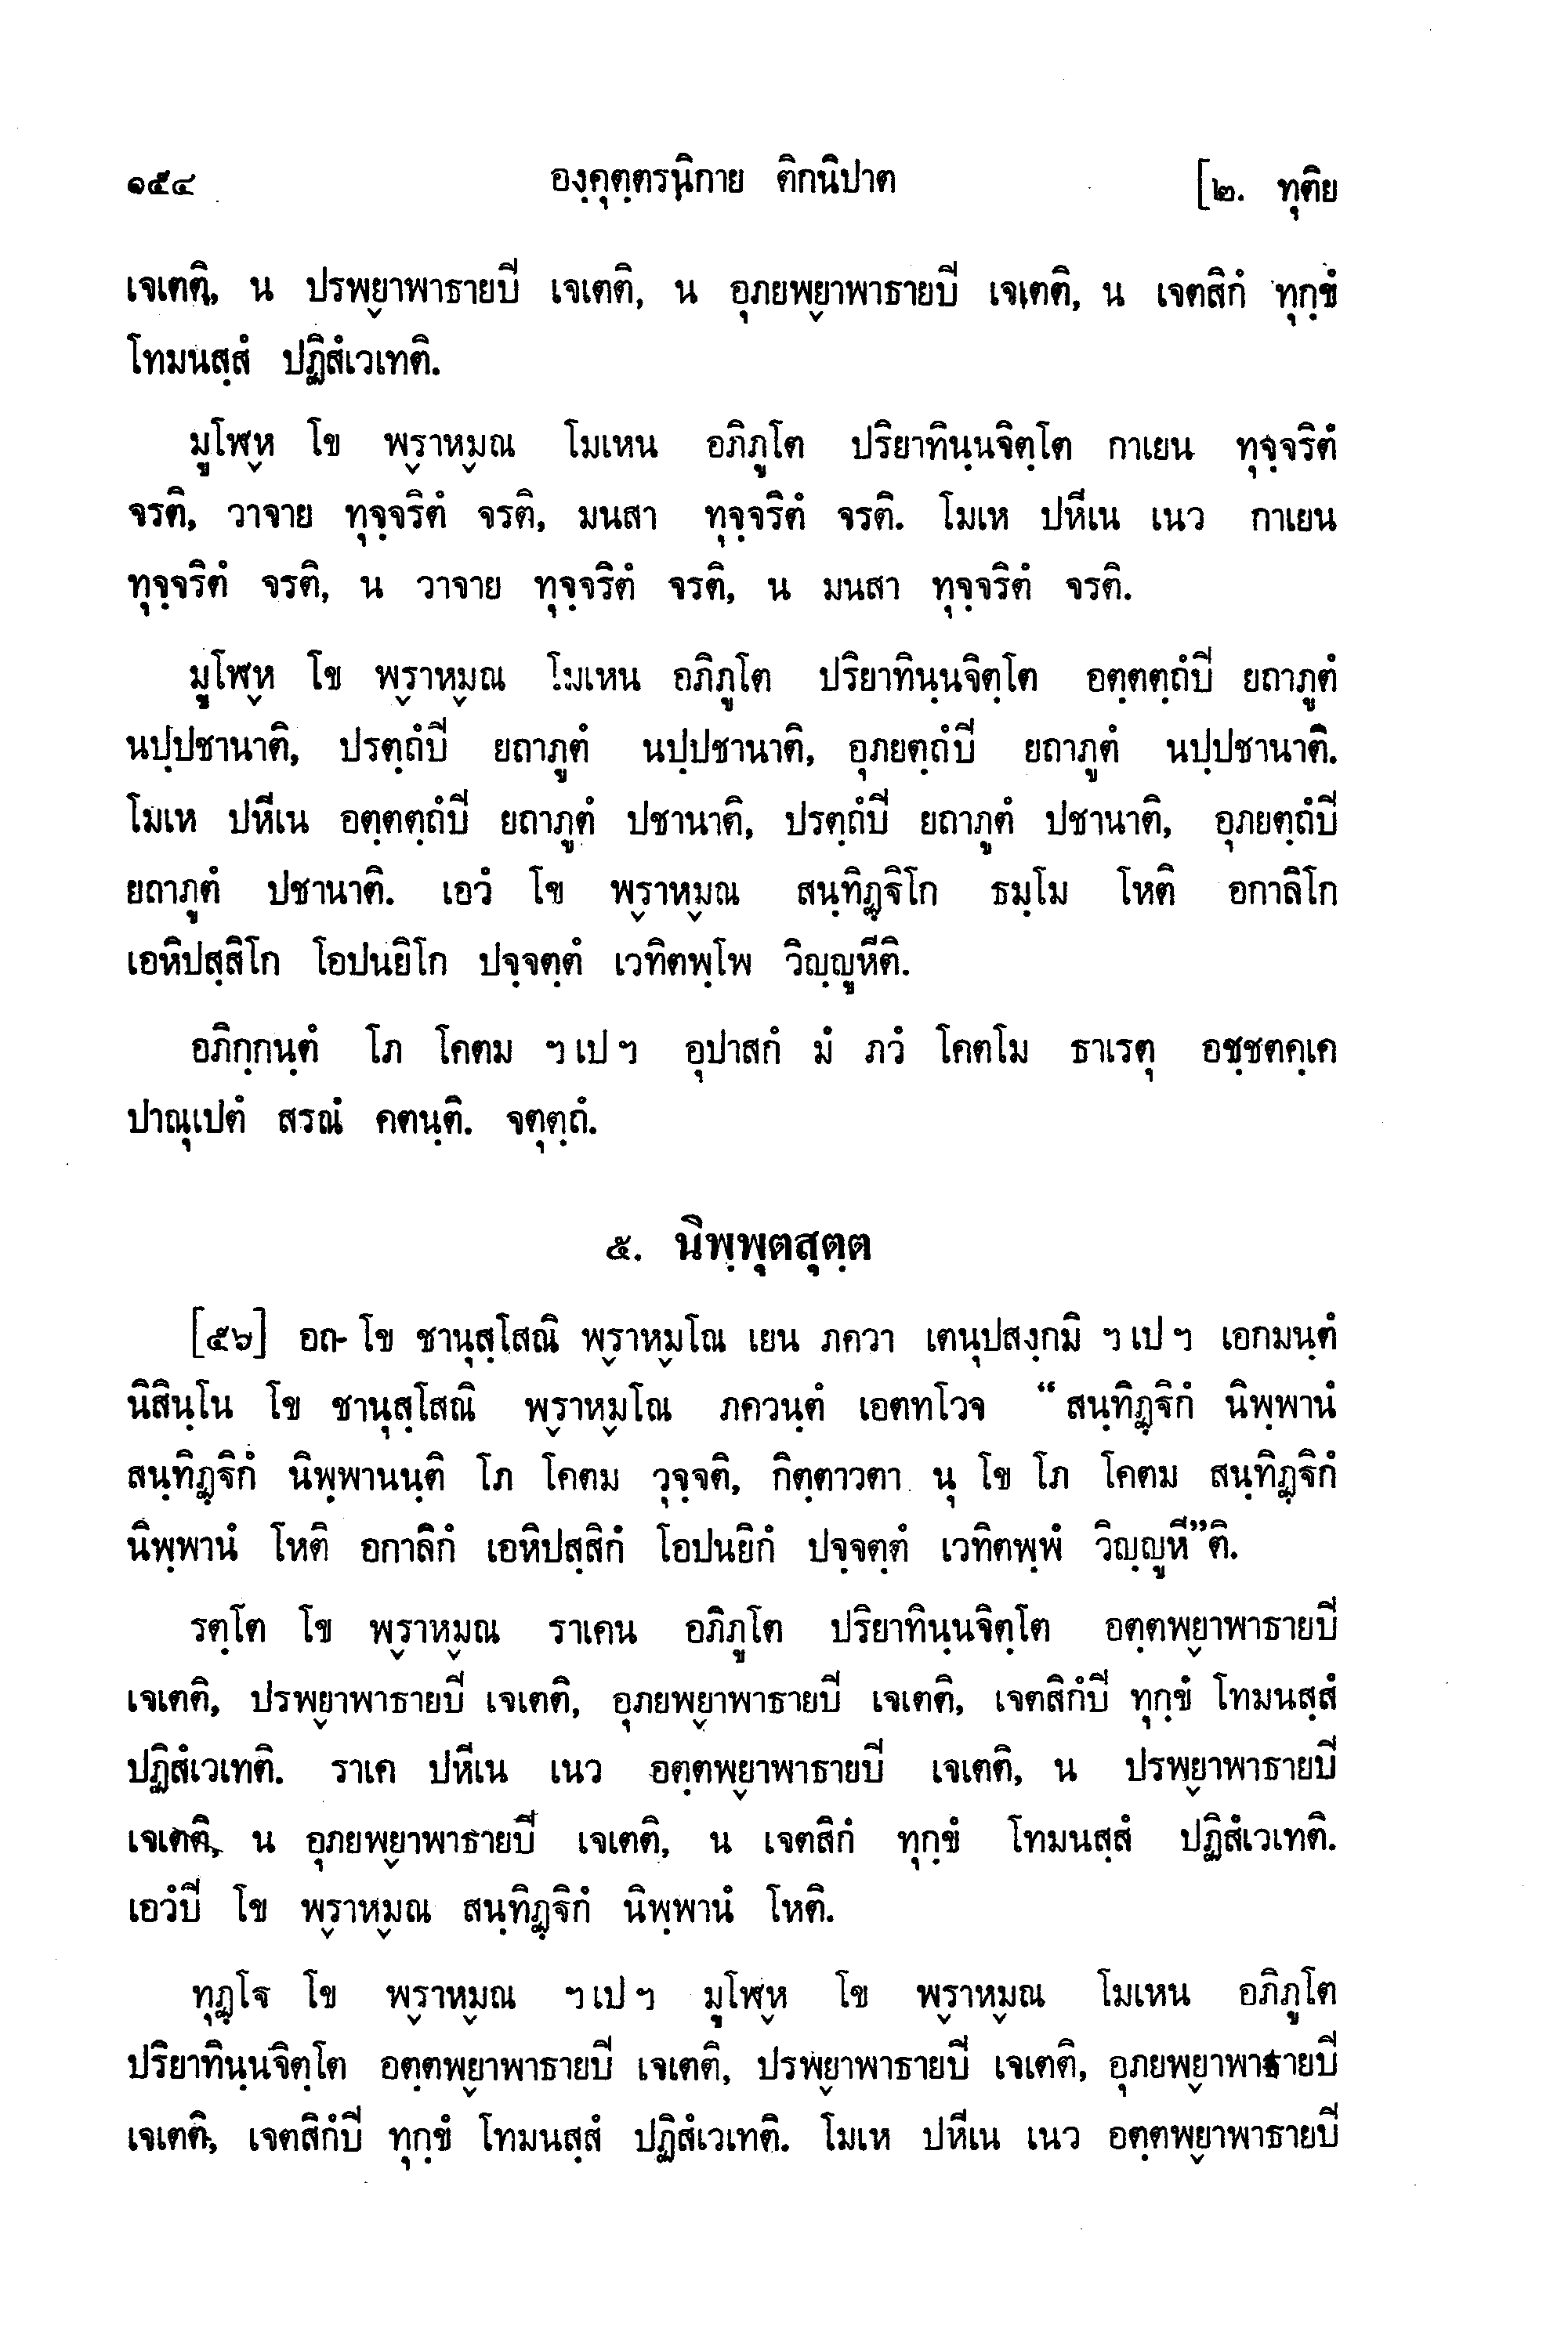 ๑๕๔ องฺคุตฺตรนิกาย ติกนิปาต [๒. ทุติย
เจเตติ, น ปรพฺยาพาธายปิ เจเตติ, น อุภยพฺยาพาธายปิ เจเตติ, น เจตสิกํ ทุกฺขํ
โทมนสฺสํ ปฏิสํเวเทติ.
มูโฬฺห โข พฺราหฺมณ โมเหน อภิภูโต ปริยาทินฺนจิตฺโต กาเยน ทุจฺจริตํ
จรติ, วาจาย ทุจฺจริตํ จรติ, มนสา ทุจฺจริตํ จรติ. โมเห ปหีเน เนว กาเยน
ทุจฺจริตํ จรติ, น วาจาย ทุจฺจริตํ จรติ, น มนสา ทุจฺจริตํ จรติ.
มูโฬฺห โข พฺราหฺมณ โมเหน อภิภูโต ปริยาทินฺนจิตฺโต อตฺตตฺถํปิ ยถาภูตํ
นปฺปชานาติ, ปรตฺถํปิ ยถาภูตํ นปฺปชานาติ, อุภยตฺถํปิ ยถาภูตํ นปฺปชานาติ.
โมเห ปหีเน อตฺตตฺถํปิ ยถาภูตํ ปชานาติ, ปรตฺถํปิ ยถาภูตํ ปชานาติ, อุภยตฺถํปิ
ยถาภูตํ ปชานาติ. เอวํ โข พฺราหฺมณ สนฺทิฏฺฐิโก ธมฺโม โหติ อกาลิโก
เอหิปสฺสิโก โอปนยิโก ปจฺจตฺตํ เวทิตพฺโพ วิญฺญูหีติ.
อภิกฺกนฺตํ โภ โคตม ฯ เป ฯ อุปาสกํ มํ ภวํ โคตโม ธาเรตุ อชฺชตคฺเค
ปาณุเปตํ สรณํ คตนฺติ. จตุตฺถํ.
๕. นิพฺพุตสุตฺต
[๕๖] อถ โข ชานุสฺโสณิ พฺราหฺมโณ เยน ภควา เตนุปสงฺกมิ ฯ เป ฯ เอกมนฺตํ
นิสินฺโน โข ชานุสฺโสณิ พฺราหฺมโณ ภควนฺตํ เอตทโวจ “สนฺทิฏฺฐิกํ นิพฺพานํ
สนฺทิฏฺฐิกํ นิพฺพานนฺติ โภ โคตม วุจฺจติ, กิตฺตาวตา นุ โข โภ โคตม สนฺทิฏฺฐิกํ
นิพฺพานํ โหติ อกาลิกํ เอหิปสฺสิกํ โอปนยิกํ ปจฺจตฺตํ เวทิตพฺพํ วิญฺญูหี”ติ.
รตฺโต โข พฺราหฺมณ ราเคน อภิภูโต ปริยาทินฺนจิตฺโต อตฺตพฺยาพาธายปิ
เจเตติ, ปรพฺยาพาธายปิ เจเตติ, อุภยพฺยาพาธายปิ เจเตติ, เจตสิกํปิ ทุกฺขํ โทมนสฺสํ
ปฏิสํเวเทติ. ราเค ปหีเน เนว อตฺตพฺยาพาธายปิ เจเตติ, น ปรพฺยาพาธายปิ
เจเตติ, น อุภยพฺยาพาธายปิ เจเตติ, น เจตสิกํ ทุกฺขํ โทมนสฺสํ ปฏิสํเวเทติ.
เอวํปิ โข พฺราหฺมณ สนฺทิฏฺฐิกํ นิพฺพานํ โหติ.
ทุฏฺโฐ โข พฺราหฺมณ ฯ เป ฯ มูโฬฺห โข พฺราหฺมณ โมเหน อภิภูโต
ปริยาทินฺนจิตฺโต อตฺตพฺยาพาธายปิ เจเตติ, ปรพฺยาพาธายปิ เจเตติ, อุภยพฺยาพาธายปิ
เจเตติ, เจตสิกํปิ ทุกฺขํ โทมนสฺสํ ปฏิสํเวเทติ. โมเห ปหีเน เนว อตฺตพฺยาพาธายปิ